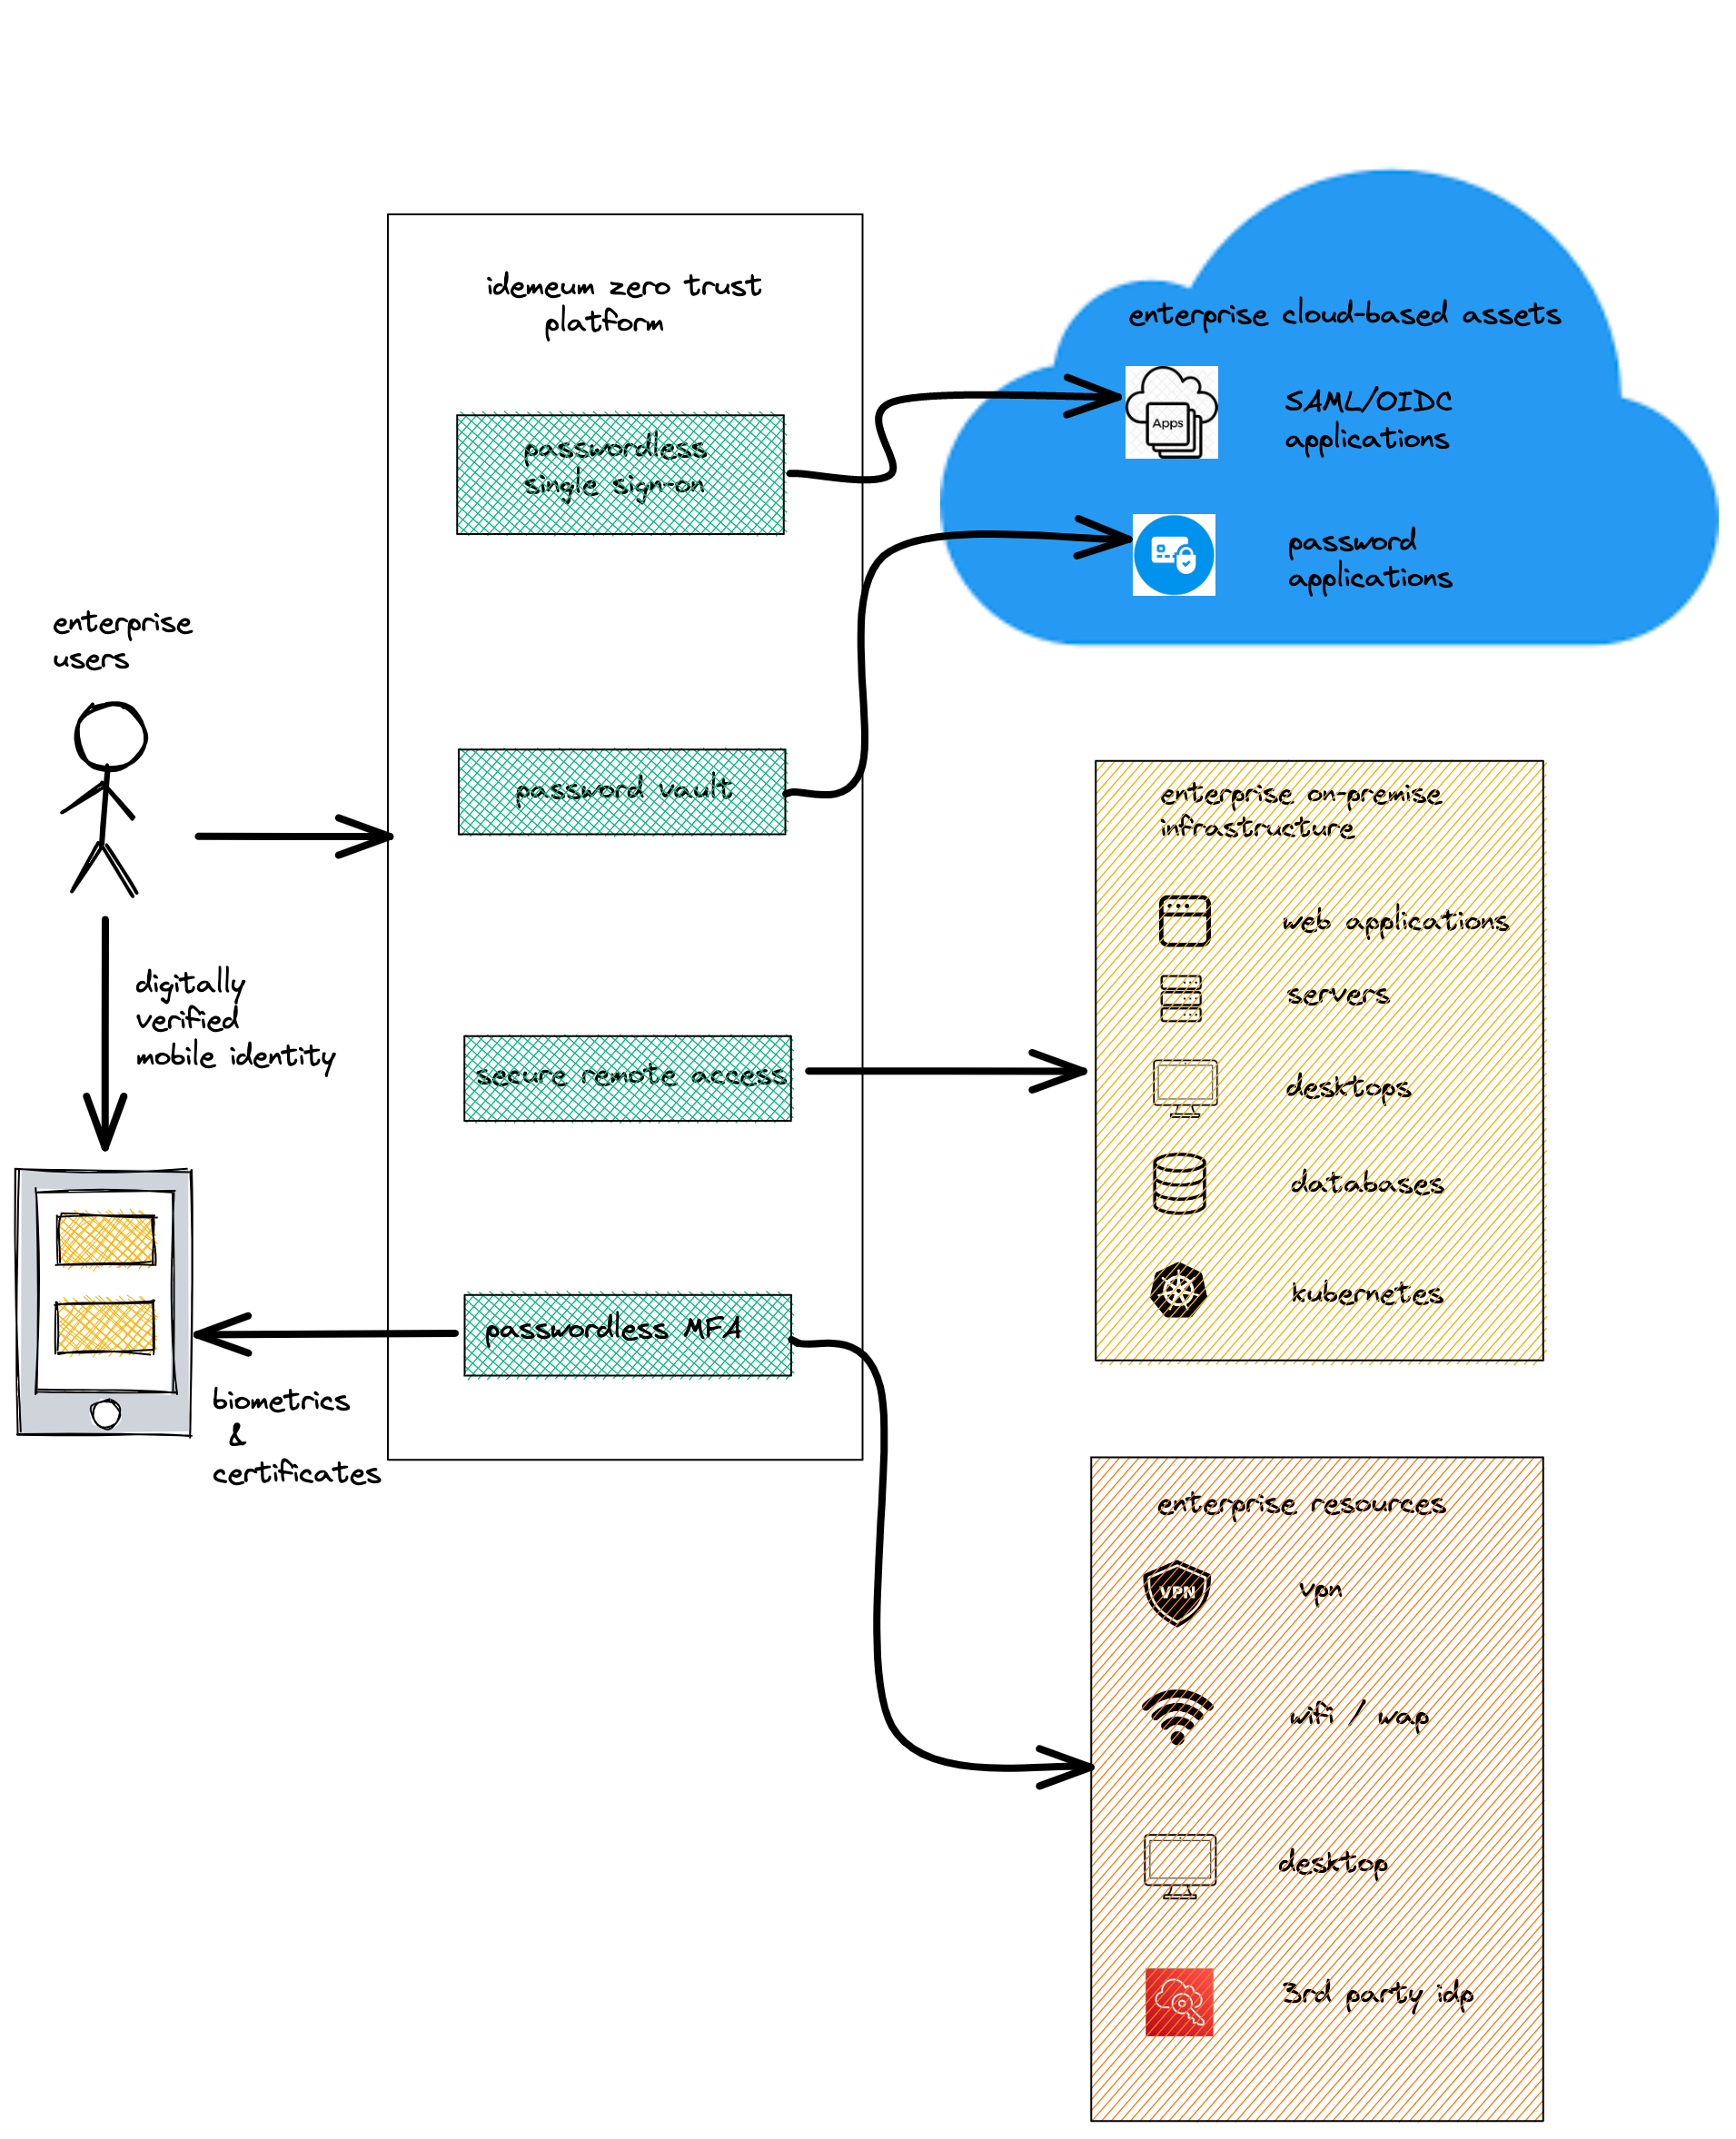 idemeum zero trust
platform
passwordless
single sign-on
password vault
secure remote access
passwordless MFA
enterprise
users
digitally
verified
mobile identity
biometrics
&
certificates
enterprise cloud-based assets
Apps
SAML/OIDC
applications
password
applications
enterprise on-premise
infrastructure
web applications
servers
desktops
databases
kubernetes
enterprise resources
VPN
vpn
wifi / wap
desktop
3rd party idp